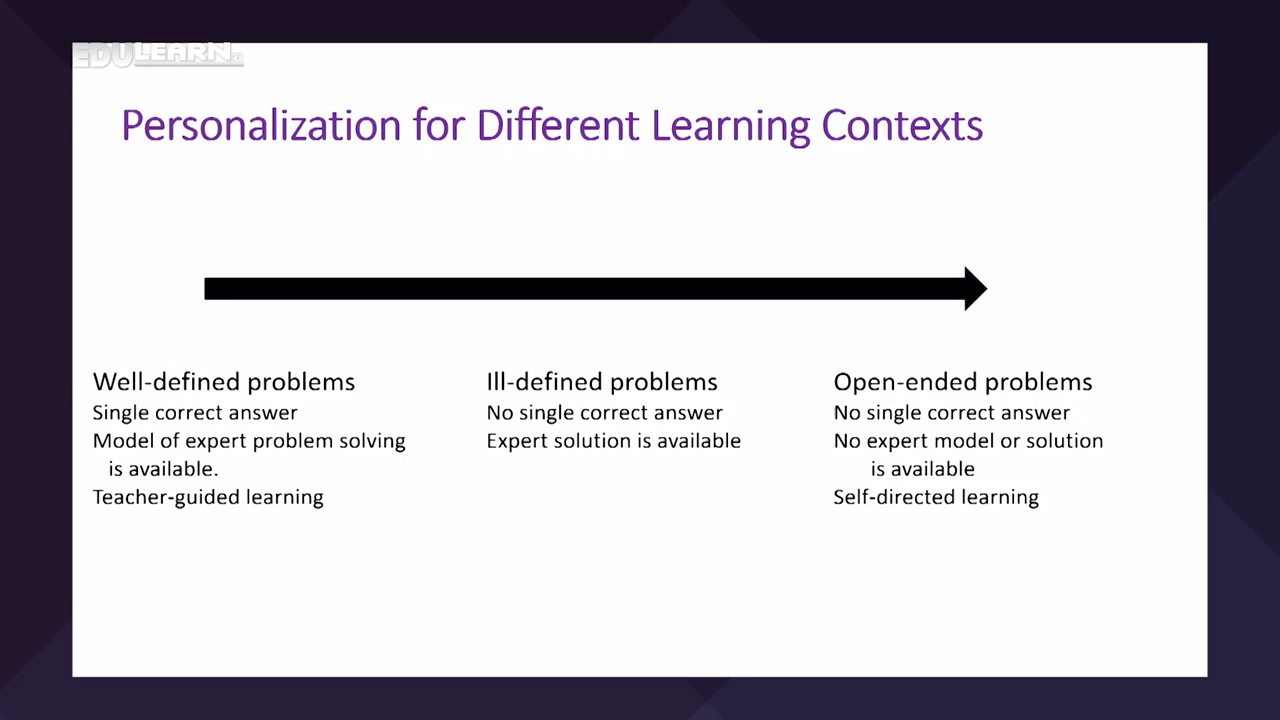 EDULEARN
Personalization for Different Learning Contexts
Well-defined problems
Single correct answer
Model of expert problem solving
is available.
Teacher-guided learning
Ill-defined problems
No single correct answer
Expert solution is available
Open-ended problems
No single correct answer
No expert model or solution
is available
Self-directed learning